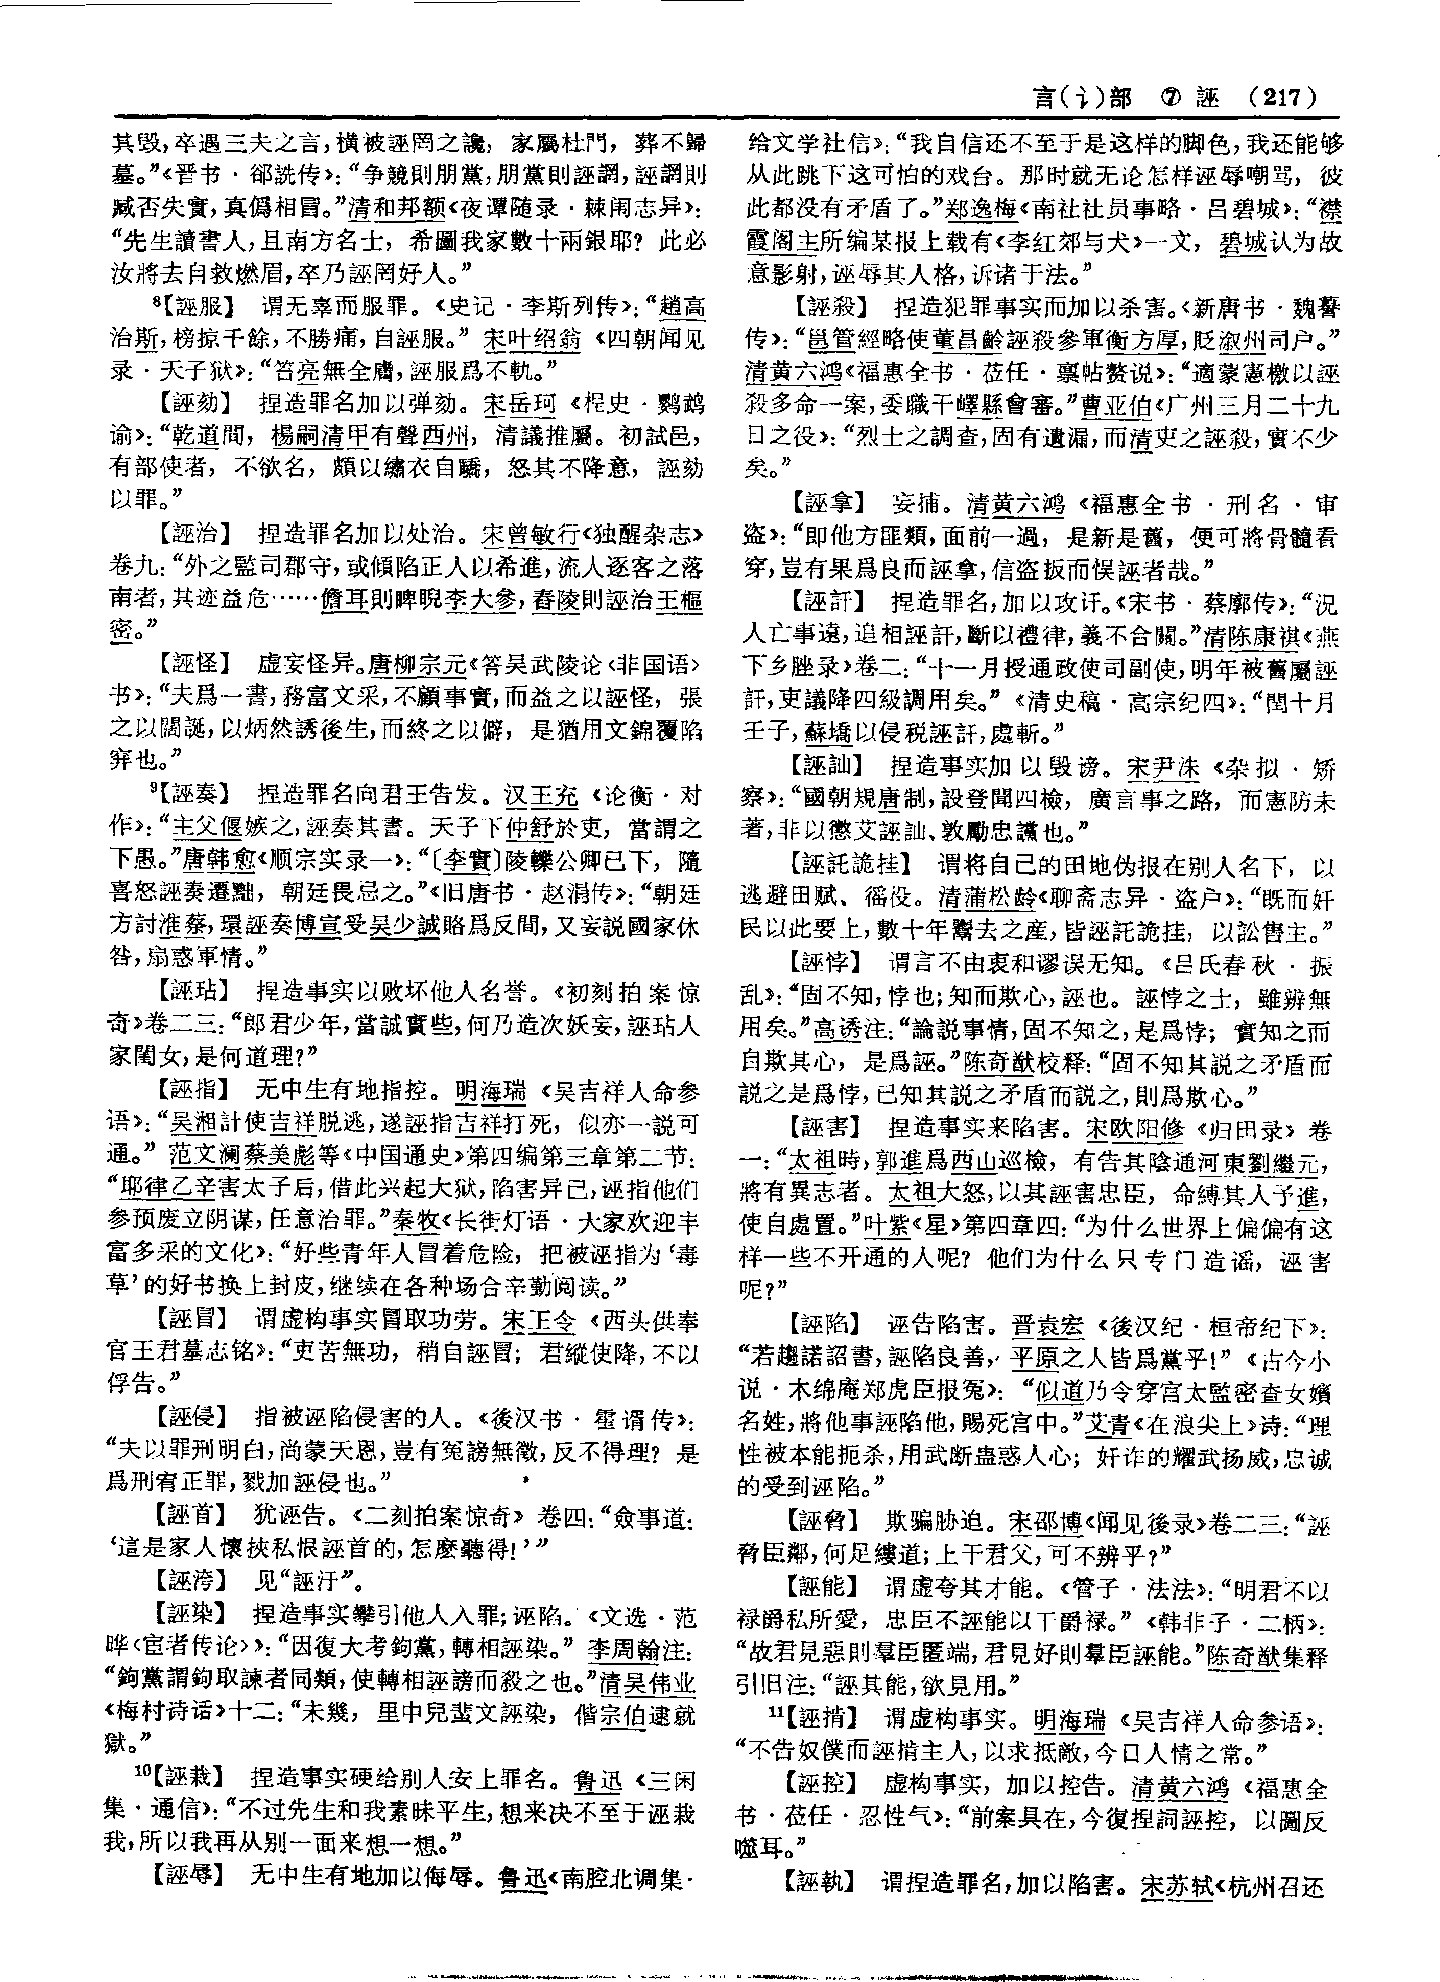 言(讠)部 ⑦ 誣 (217)
其毁，卒遇三夫之言，横被誣罔之讒，家屬杜門，葬不歸
墓。”《晋书·郤詵传》：“争競則朋黨，朋黨則誣罔，誣罔則
臧否失實，真僞相冒。”清和邦额《夜谭随录·棘闱志异》：
“先生讀書人，且南方名士，希圖我家數十兩銀耶？此必
汝將去自救燃眉，卒乃誣罔好人。”
⁸【誣服】 谓无辜而服罪。《史记·李斯列传》：“趙高
治斯，榜掠千餘，不勝痛，自誣服。” 宋叶绍翁《四朝闻见
录·天子狱》：“笞亮無全膚，誣服爲不軌。”
【誣劾】 捏造罪名加以弹劾。宋岳珂《桯史·鹦鹉
谕》：“乾道間，楊嗣清甲有聲西州，清議推屬。初試邑，
有部使者，不欲名，頗以繡衣自驕，怒其不降意，誣劾
以罪。”
【誣治】 捏造罪名加以处治。宋曾敏行《独醒杂志》
卷九：“外之監司郡守，或傾陷正人以希進，流人逐客之落
南者，其迹益危……儋耳則睥睨李大參，舂陵則誣治王樞
密。”
【誣怪】 虚妄怪异。唐柳宗元《答吴武陵论〈非国语〉
书》：“夫爲一書，務富文采，不顧事實，而益之以誣怪，張
之以闊誕，以炳然誘後生，而終之以僻，是猶用文錦覆陷
穽也。”
⁹【誣奏】 捏造罪名向君王告发。汉王充《论衡·对
作》：“主父偃嫉之，誣奏其書。天子下仲舒於吏，當謂之
下愚。”唐韩愈《顺宗实录一》：“〔李實〕陵轢公卿已下，隨
喜怒誣奏遷黜，朝廷畏忌之。”《旧唐书·赵涓传》：“朝廷
方討淮蔡，環誣奏博宣受吴少誠賂爲反間，又妄説國家休
咎，扇惑軍情。”
【誣玷】 捏造事实以败坏他人名誉。《初刻拍案惊
奇》卷二三：“郎君少年，當誠實些，何乃造次妖妄，誣玷人
家閨女，是何道理？”
【誣指】 无中生有地指控。明海瑞《吴吉祥人命参
语》：“吴湘計使吉祥脱逃，遂誣指吉祥打死，似亦一説可
通。” 范文澜蔡美彪等《中国通史》第四编第三章第二节：
“耶律乙辛害太子后，借此兴起大狱，陷害异己，诬指他们
参预废立阴谋，任意治罪。”秦牧《长街灯语·大家欢迎丰
富多采的文化》：“好些青年人冒着危险，把被诬指为‘毒
草’的好书换上封皮，继续在各种场合辛勤阅读。”
【誣冒】 谓虚构事实冒取功劳。宋王令《西头供奉
官王君墓志铭》：“吏苦無功，稍自誣冒；君縱使降，不以
俘告。”
【誣侵】 指被诬陷侵害的人。《後汉书·霍谞传》：
“夫以罪刑明白，尚蒙天恩，豈有冤謗無徵，反不得理？是
爲刑宥正罪，戮加誣侵也。”
【誣首】 犹诬告。《二刻拍案惊奇》卷四：“僉事道：
‘這是家人懷挾私恨誣首的，怎麽聽得！’”
【誣洿】 见“誣汙”。
【誣染】 捏造事实攀引他人入罪；诬陷。《文选·范
晔〈宦者传论〉》：“因復大考鉤黨，轉相誣染。” 李周翰注：
“鉤黨謂鉤取諫者同類，使轉相誣謗而殺之也。”清吴伟业
《梅村诗话》十二：“未幾，里中兒蜚文誣染，偕宗伯逮就
獄。”
¹⁰【誣栽】 捏造事实硬给别人安上罪名。鲁迅《三闲
集·通信》：“不过先生和我素昧平生，想来决不至于诬栽
我，所以我再从别一面来想一想。”
【誣辱】 无中生有地加以侮辱。鲁迅《南腔北调集·
给文学社信》：“我自信还不至于是这样的脚色，我还能够
从此跳下这可怕的戏台。那时就无论怎样诬辱嘲骂，彼
此都没有矛盾了。”郑逸梅《南社社员事略·吕碧城》：“襟
霞阁主所编某报上载有《李红郊与犬》一文，碧城认为故
意影射，诬辱其人格，诉诸于法。”
【誣殺】 捏造犯罪事实而加以杀害。《新唐书·魏謩
传》：“邕管經略使董昌齡誣殺參軍衡方厚，貶溆州司户。”
清黄六鸿《福惠全书·莅任·禀帖赘说》：“適蒙憲檄以誣
殺多命一案，委職干嶧縣會審。”曹亚伯《广州三月二十九
日之役》：“烈士之調查，固有遺漏，而清吏之誣殺，實不少
矣。”
【誣拿】 妄捕。清黄六鸿《福惠全书·刑名·审
盗》：“即他方匪類，面前一過，是新是舊，便可將骨髓看
穿，豈有果爲良而誣拿，信盗扳而悮誣者哉。”
【誣訐】 捏造罪名，加以攻讦。《宋书·蔡廓传》：“况
人亡事遠，追相誣訐，斷以禮律，義不合關。”清陈康祺《燕
下乡脞录》卷二：“十一月授通政使司副使，明年被舊屬誣
訐，吏議降四級調用矣。”《清史稿·高宗纪四》：“閏十月
壬子，蘇墧以侵税誣訐，處斬。”
【誣訕】 捏造事实加以毁谤。宋尹洙《杂拟·矫
察》：“國朝規唐制，設登聞四檢，廣言事之路，而憲防未
著，非以懲艾誣訕、敦勵忠讜也。”
【誣託詭挂】 谓将自己的田地伪报在别人名下，以
逃避田赋、徭役。清蒲松龄《聊斋志异·盗户》：“既而奸
民以此要上，數十年鬻去之産，皆誣託詭挂，以訟售主。”
【誣悖】 谓言不由衷和谬误无知。《吕氏春秋·振
乱》：“固不知，悖也；知而欺心，誣也。誣悖之士，雖辨無
用矣。”高诱注：“論説事情，固不知之，是爲悖；實知之而
自欺其心，是爲誣。”陈奇猷校释：“固不知其説之矛盾而
説之是爲悖，已知其説之矛盾而説之，則爲欺心。”
【誣害】 捏造事实来陷害。宋欧阳修《归田录》卷
一：“太祖時，郭進爲西山巡檢，有告其陰通河東劉繼元，
將有異志者。太祖大怒，以其誣害忠臣，命縛其人予進，
使自處置。”叶紫《星》第四章四：“为什么世界上偏偏有这
样一些不开通的人呢？他们为什么只专门造谣，诬害
呢？”
【誣陷】 诬告陷害。晋袁宏《後汉纪·桓帝纪下》：
“若趨諾詔書，誣陷良善，平原之人皆爲黨乎！”《古今小
说·木绵庵郑虎臣报冤》：“似道乃令穿宫太監密查女嬪
名姓，將他事誣陷他，賜死宫中。”艾青《在浪尖上》诗：“理
性被本能扼杀，用武断蛊惑人心；奸诈的耀武扬威，忠诚
的受到诬陷。”
【誣脅】 欺骗胁迫。宋邵博《闻见後录》卷二三：“誣
脅臣鄰，何足縷道；上干君父，可不辨乎？”
【誣能】 谓虚夸其才能。《管子·法法》：“明君不以
禄爵私所愛，忠臣不誣能以干爵禄。”《韩非子·二柄》：
“故君見惡則羣臣匿端，君見好則羣臣誣能。”陈奇猷集释
引旧注：“誣其能，欲見用。”
¹¹【誣揹】 谓虚构事实。明海瑞《吴吉祥人命参语》：
“不告奴僕而誣揹主人，以求抵敵，今日人情之常。”
【誣控】 虚构事实，加以控告。清黄六鸿《福惠全
书·莅任·忍性气》：“前案具在，今復捏詞誣控，以圖反
噬耳。”
【誣執】 谓捏造罪名，加以陷害。宋苏轼《杭州召还